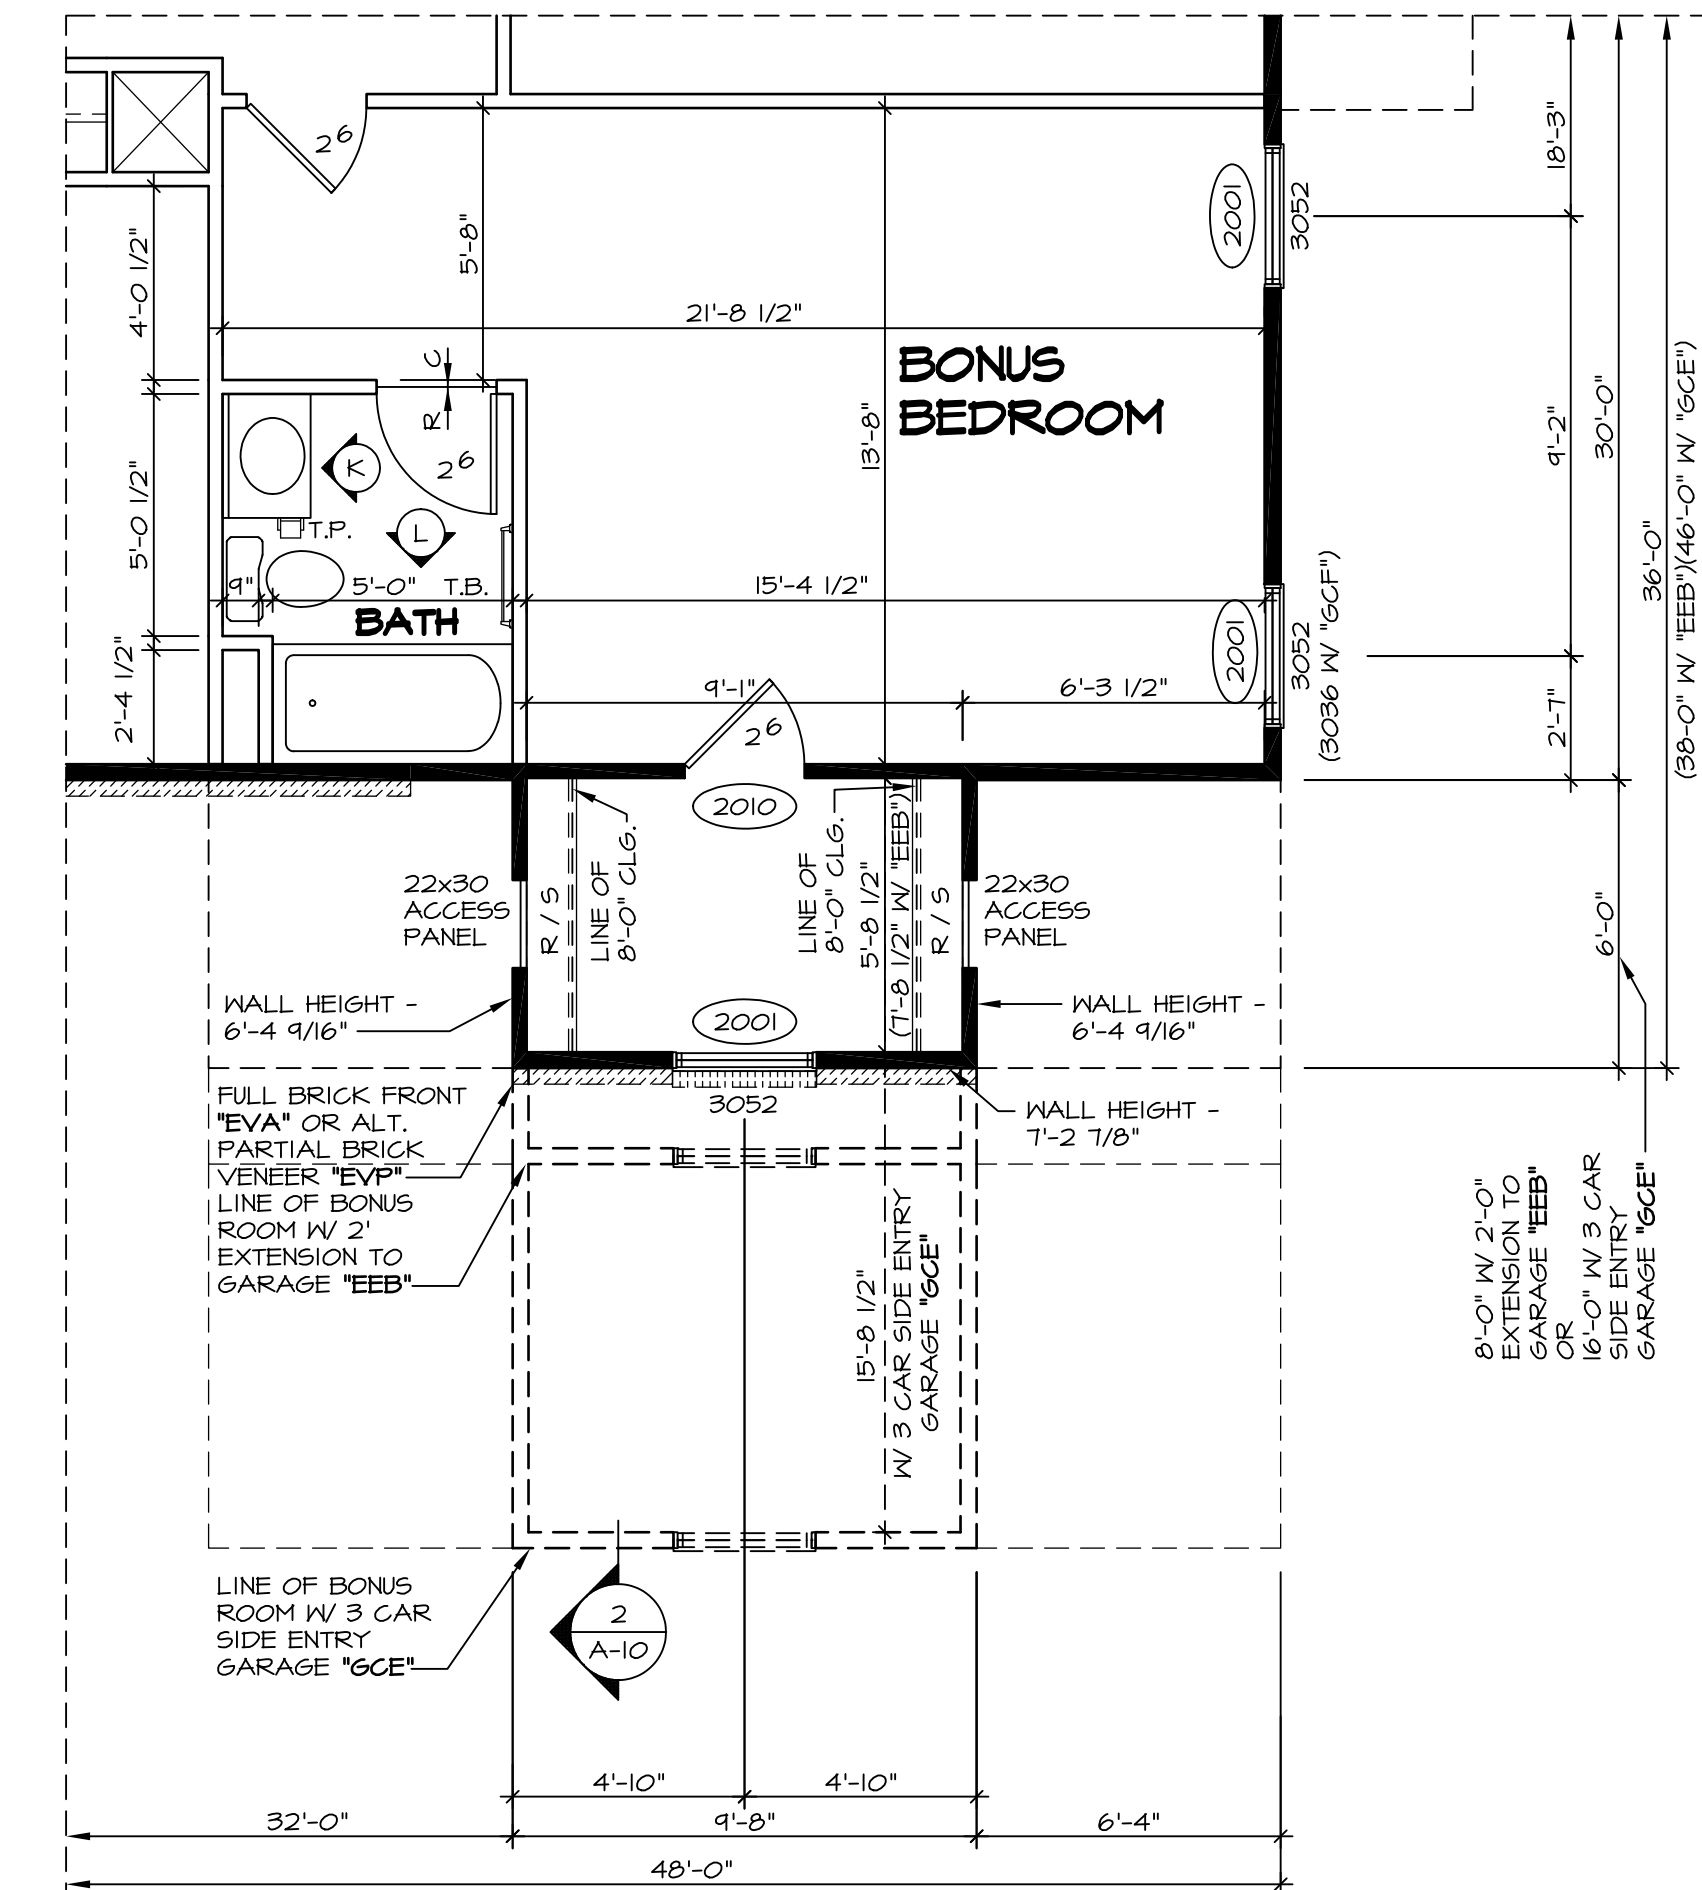 2⁶
18'-3"
2001
3052
5'-8"
4'-0 1/2"
21'-8 1/2"
BONUS
BEDROOM
C
R
13'-8"
9'-2"
30'-0"
36'-0"
(38-0" W/ "EEB")(46'-0" W/ "GCE")
K
2⁶
L
T.P.
5'-0 1/2"
9"
5'-0"
T.B.
BATH
15'-4 1/2"
2001
3052
(3036 W/ "GCF")
2'-4 1/2"
9'-1"
6'-3 1/2"
2⁶
2'-7"
2010
LINE OF
8'-0" CLG.
LINE OF
8'-0" CLG.
22x30
ACCESS
PANEL
R / S
5'-8 1/2"
(7'-8 1/2" W/ "EEB")
R / S
22x30
ACCESS
PANEL
6'-0"
WALL HEIGHT -
6'-4 9/16"
2001
WALL HEIGHT -
6'-4 9/16"
3052
FULL BRICK FRONT
"EVA" OR ALT.
PARTIAL BRICK
VENEER "EVP"
LINE OF BONUS
ROOM W/ 2'
EXTENSION TO
GARAGE "EEB"
WALL HEIGHT -
7'-2 7/8"
15'-8 1/2"
W/ 3 CAR SIDE ENTRY
GARAGE "GCE"
8'-0" W/ 2'-0"
EXTENSION TO
GARAGE "EEB"
OR
16'-0" W/ 3 CAR
SIDE ENTRY
GARAGE "GCE"
LINE OF BONUS
ROOM W/ 3 CAR
SIDE ENTRY
GARAGE "GCE"
2
A-10
4'-10"
4'-10"
32'-0"
9'-8"
6'-4"
48'-0"